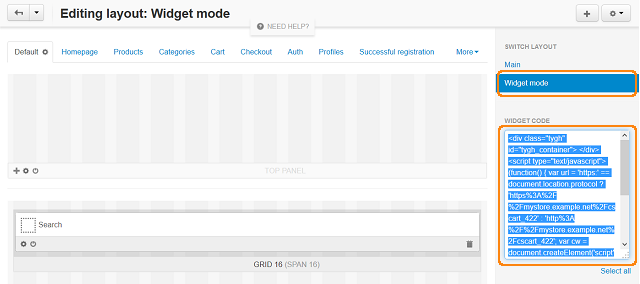 Editing layout: Widget mode
NEED HELP?
Default
Homepage
Products
Categories
Cart
Checkout
Auth
Profiles
Successful registration
More
TOP PANEL
Search
GRID 16 (SPAN 16)
SWITCH LAYOUT
Main
Widget mode
WIDGET CODE
<div class="tygh"
id="tygh_container"> </div>
<script type="text/javascript">
(function() { var url = 'https:' ==
document.location.protocol ?
'https%3A%2F
%2Fmystore.example.net%2Fcs
cart_422' : 'http%3A
%2F%2Fmystore.example.net%
2Fcscart_422'; var cw =
document.createElement('script'
Select all